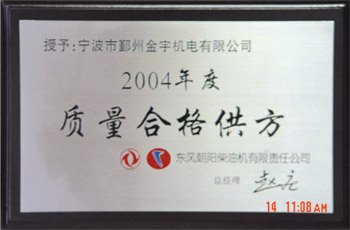 授予:宁波市鄞州金宇机电有限公司
2004年度
质量合格供方
东风朝阳柴油机有限责任公司
总经理
14 11:08AM